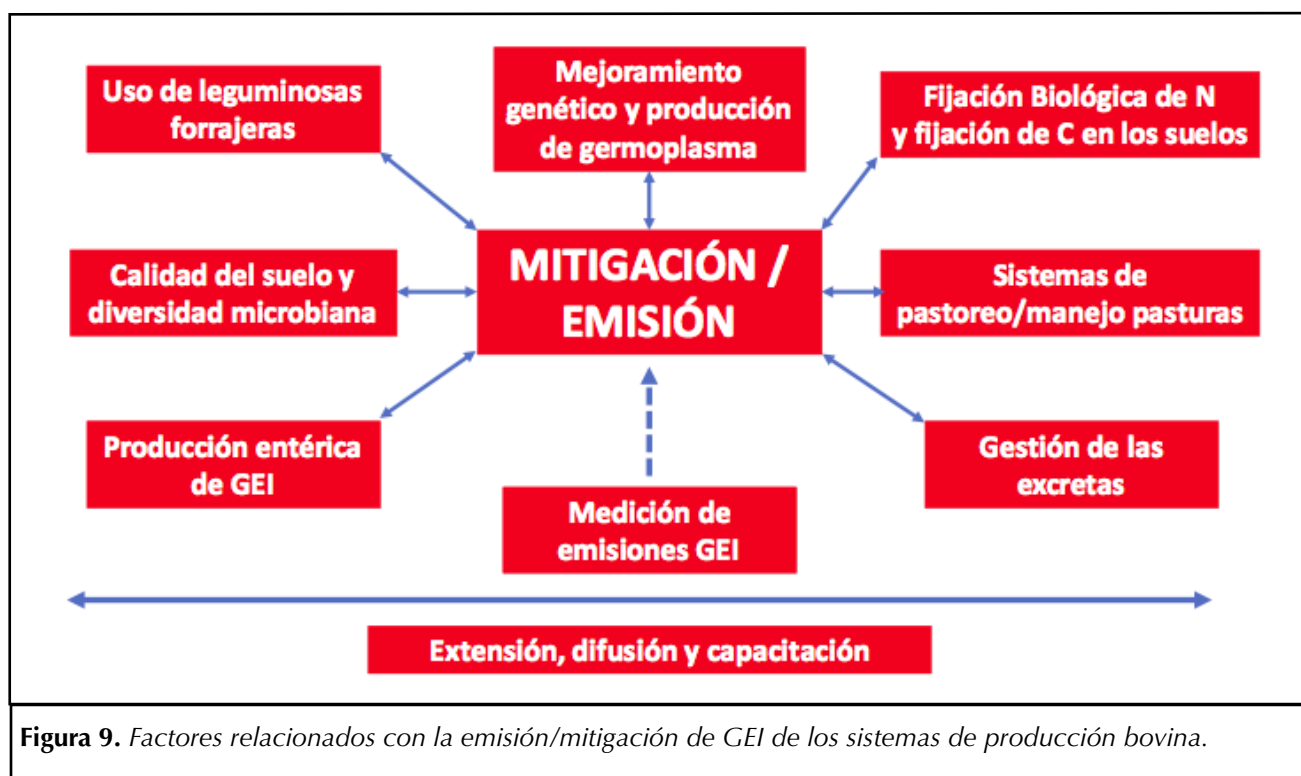 Uso de leguminosas
forrajeras
Mejoramiento
genético y producción
de germoplasma
Fijación Biológica de N
y fijación de C en los suelos
Calidad del suelo y
diversidad microbiana
MITIGACIÓN /
EMISIÓN
Sistemas de
pastoreo/manejo pasturas
Producción entérica
de GEI
Medición de
emisiones GEI
Gestión de las
excretas
Extensión, difusión y capacitación
Figura 9. Factores relacionados con la emisión/mitigación de GEI de los sistemas de producción bovina.